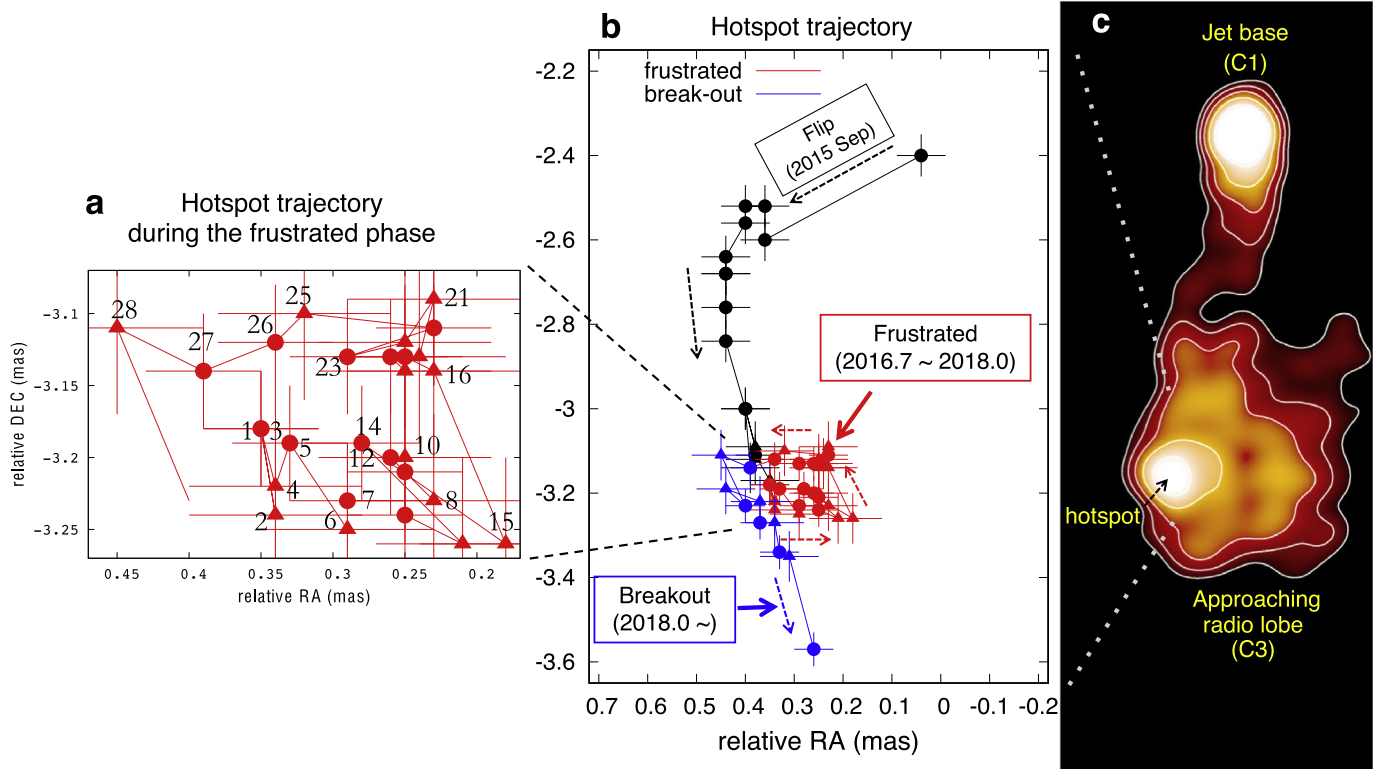 a
Hotspot trajectory
during the frustrated phase
28
25
21
26
27
23
16
1
3
5
14
12
10
4
7
8
2
6
15
-3.1
-3.15
-3.2
-3.25
0.45
0.4
0.35
0.3
0.25
0.2
relative DEC (mas)
relative RA (mas)
b
Hotspot trajectory
frustrated
break-out
Flip
(2015 Sep)
Frustrated
(2016.7 ~ 2018.0)
Breakout
(2018.0 ~)
-2.2
-2.4
-2.6
-2.8
-3
-3.2
-3.4
-3.6
0.7
0.6
0.5
0.4
0.3
0.2
0.1
0
-0.1
-0.2
relative RA (mas)
c
Jet base
(C1)
hotspot
Approaching
radio lobe
(C3)